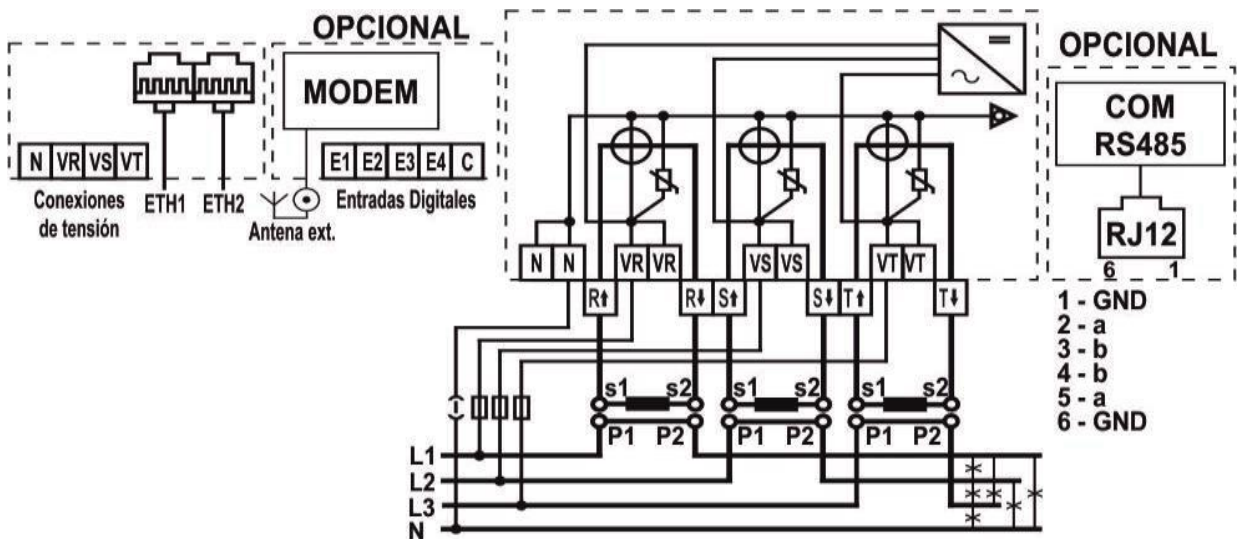 OPCIONAL
MODEM
N VR VS VT
E1 E2 E3 E4 C
Conexiones
de tensión
ETH1 ETH2
Antena ext.
Entradas Digitales
N N VR VR VS VS VT VT
R⬆ R⬇ S⬆ S⬇ T⬆ T⬇
s1 s2 s1 s2 s1 s2
P1 P2 P1 P2 P1 P2
L1
L2
L3
N
OPCIONAL
COM
RS485
RJ12
6 1
1 - GND
2 - a
3 - b
4 - b
5 - a
6 - GND